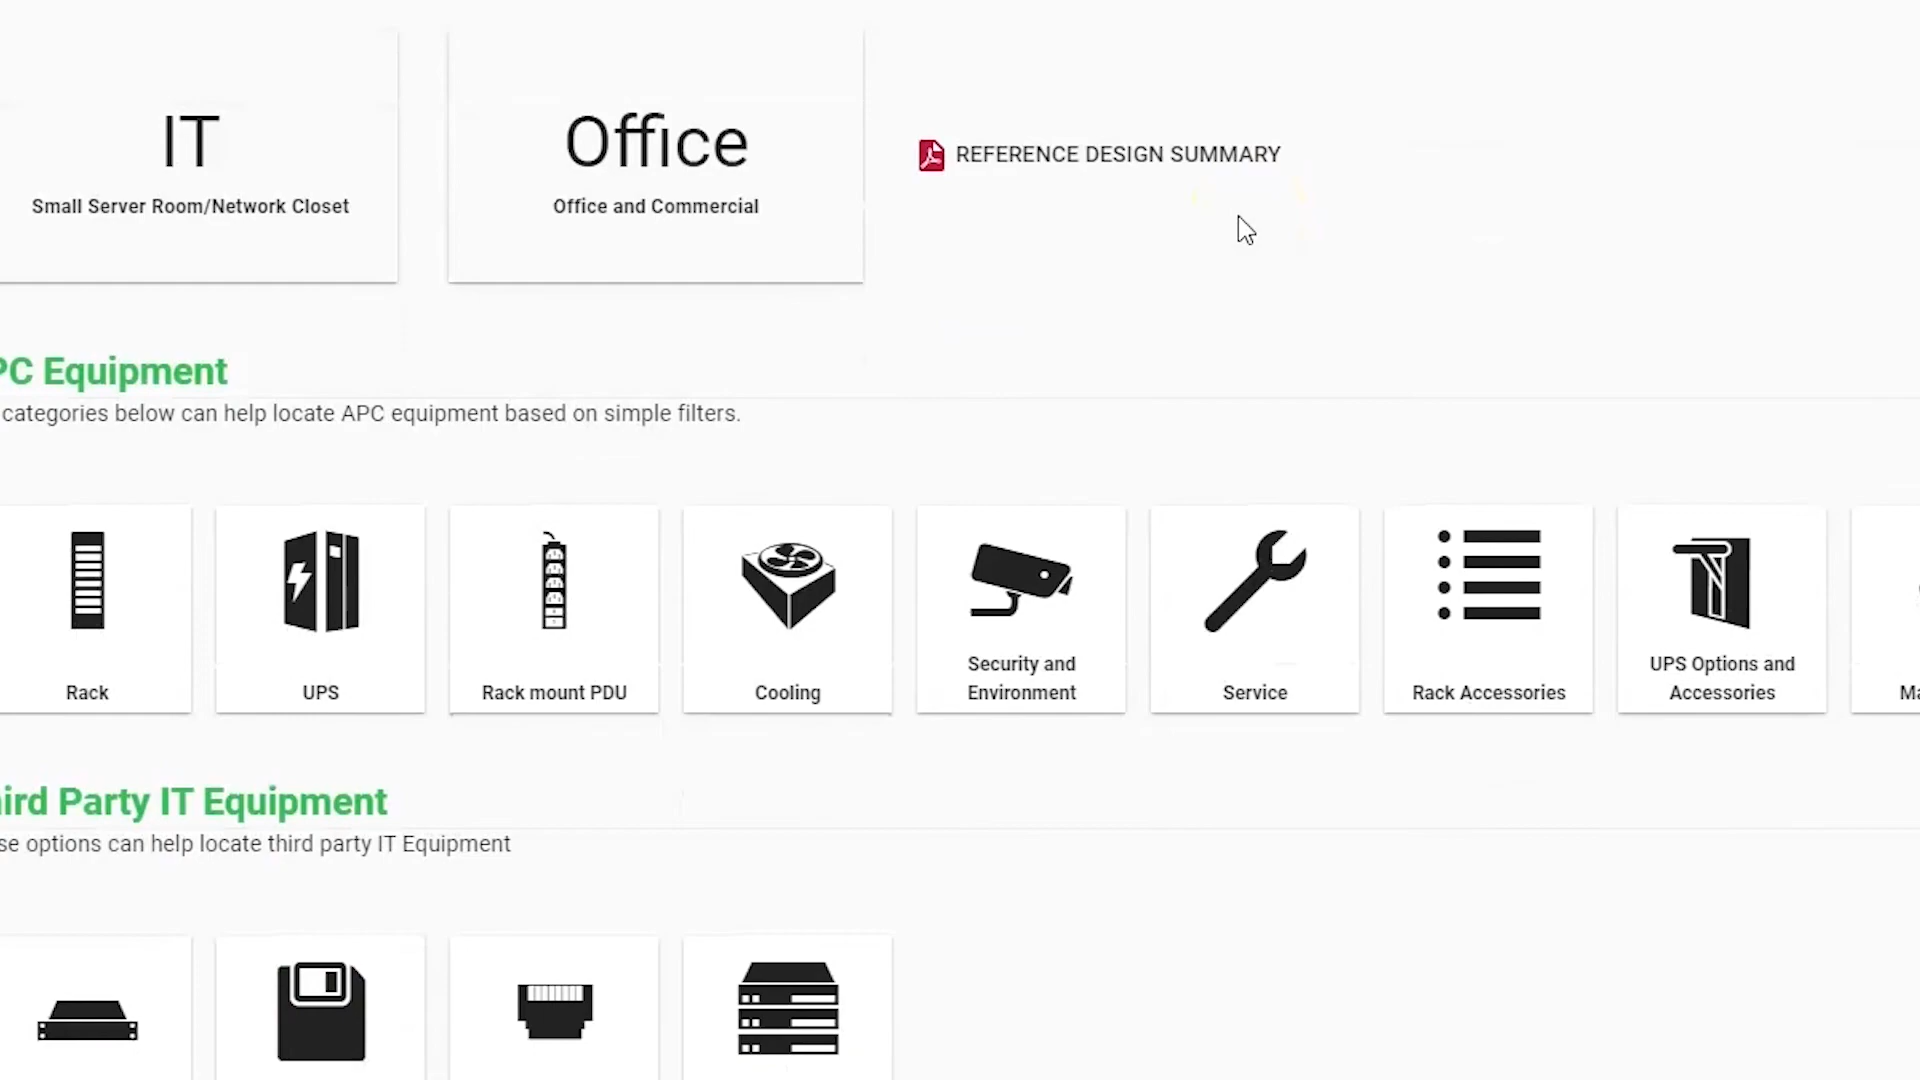 IT
Small Server Room/Network Closet
Office
Office and Commercial
REFERENCE DESIGN SUMMARY
PC Equipment
categories below can help locate APC equipment based on simple filters.
Rack
UPS
Rack mount PDU
Cooling
Security and
Environment
Service
Rack Accessories
UPS Options and
Accessories
Ma
ird Party IT Equipment
se options can help locate third party IT Equipment